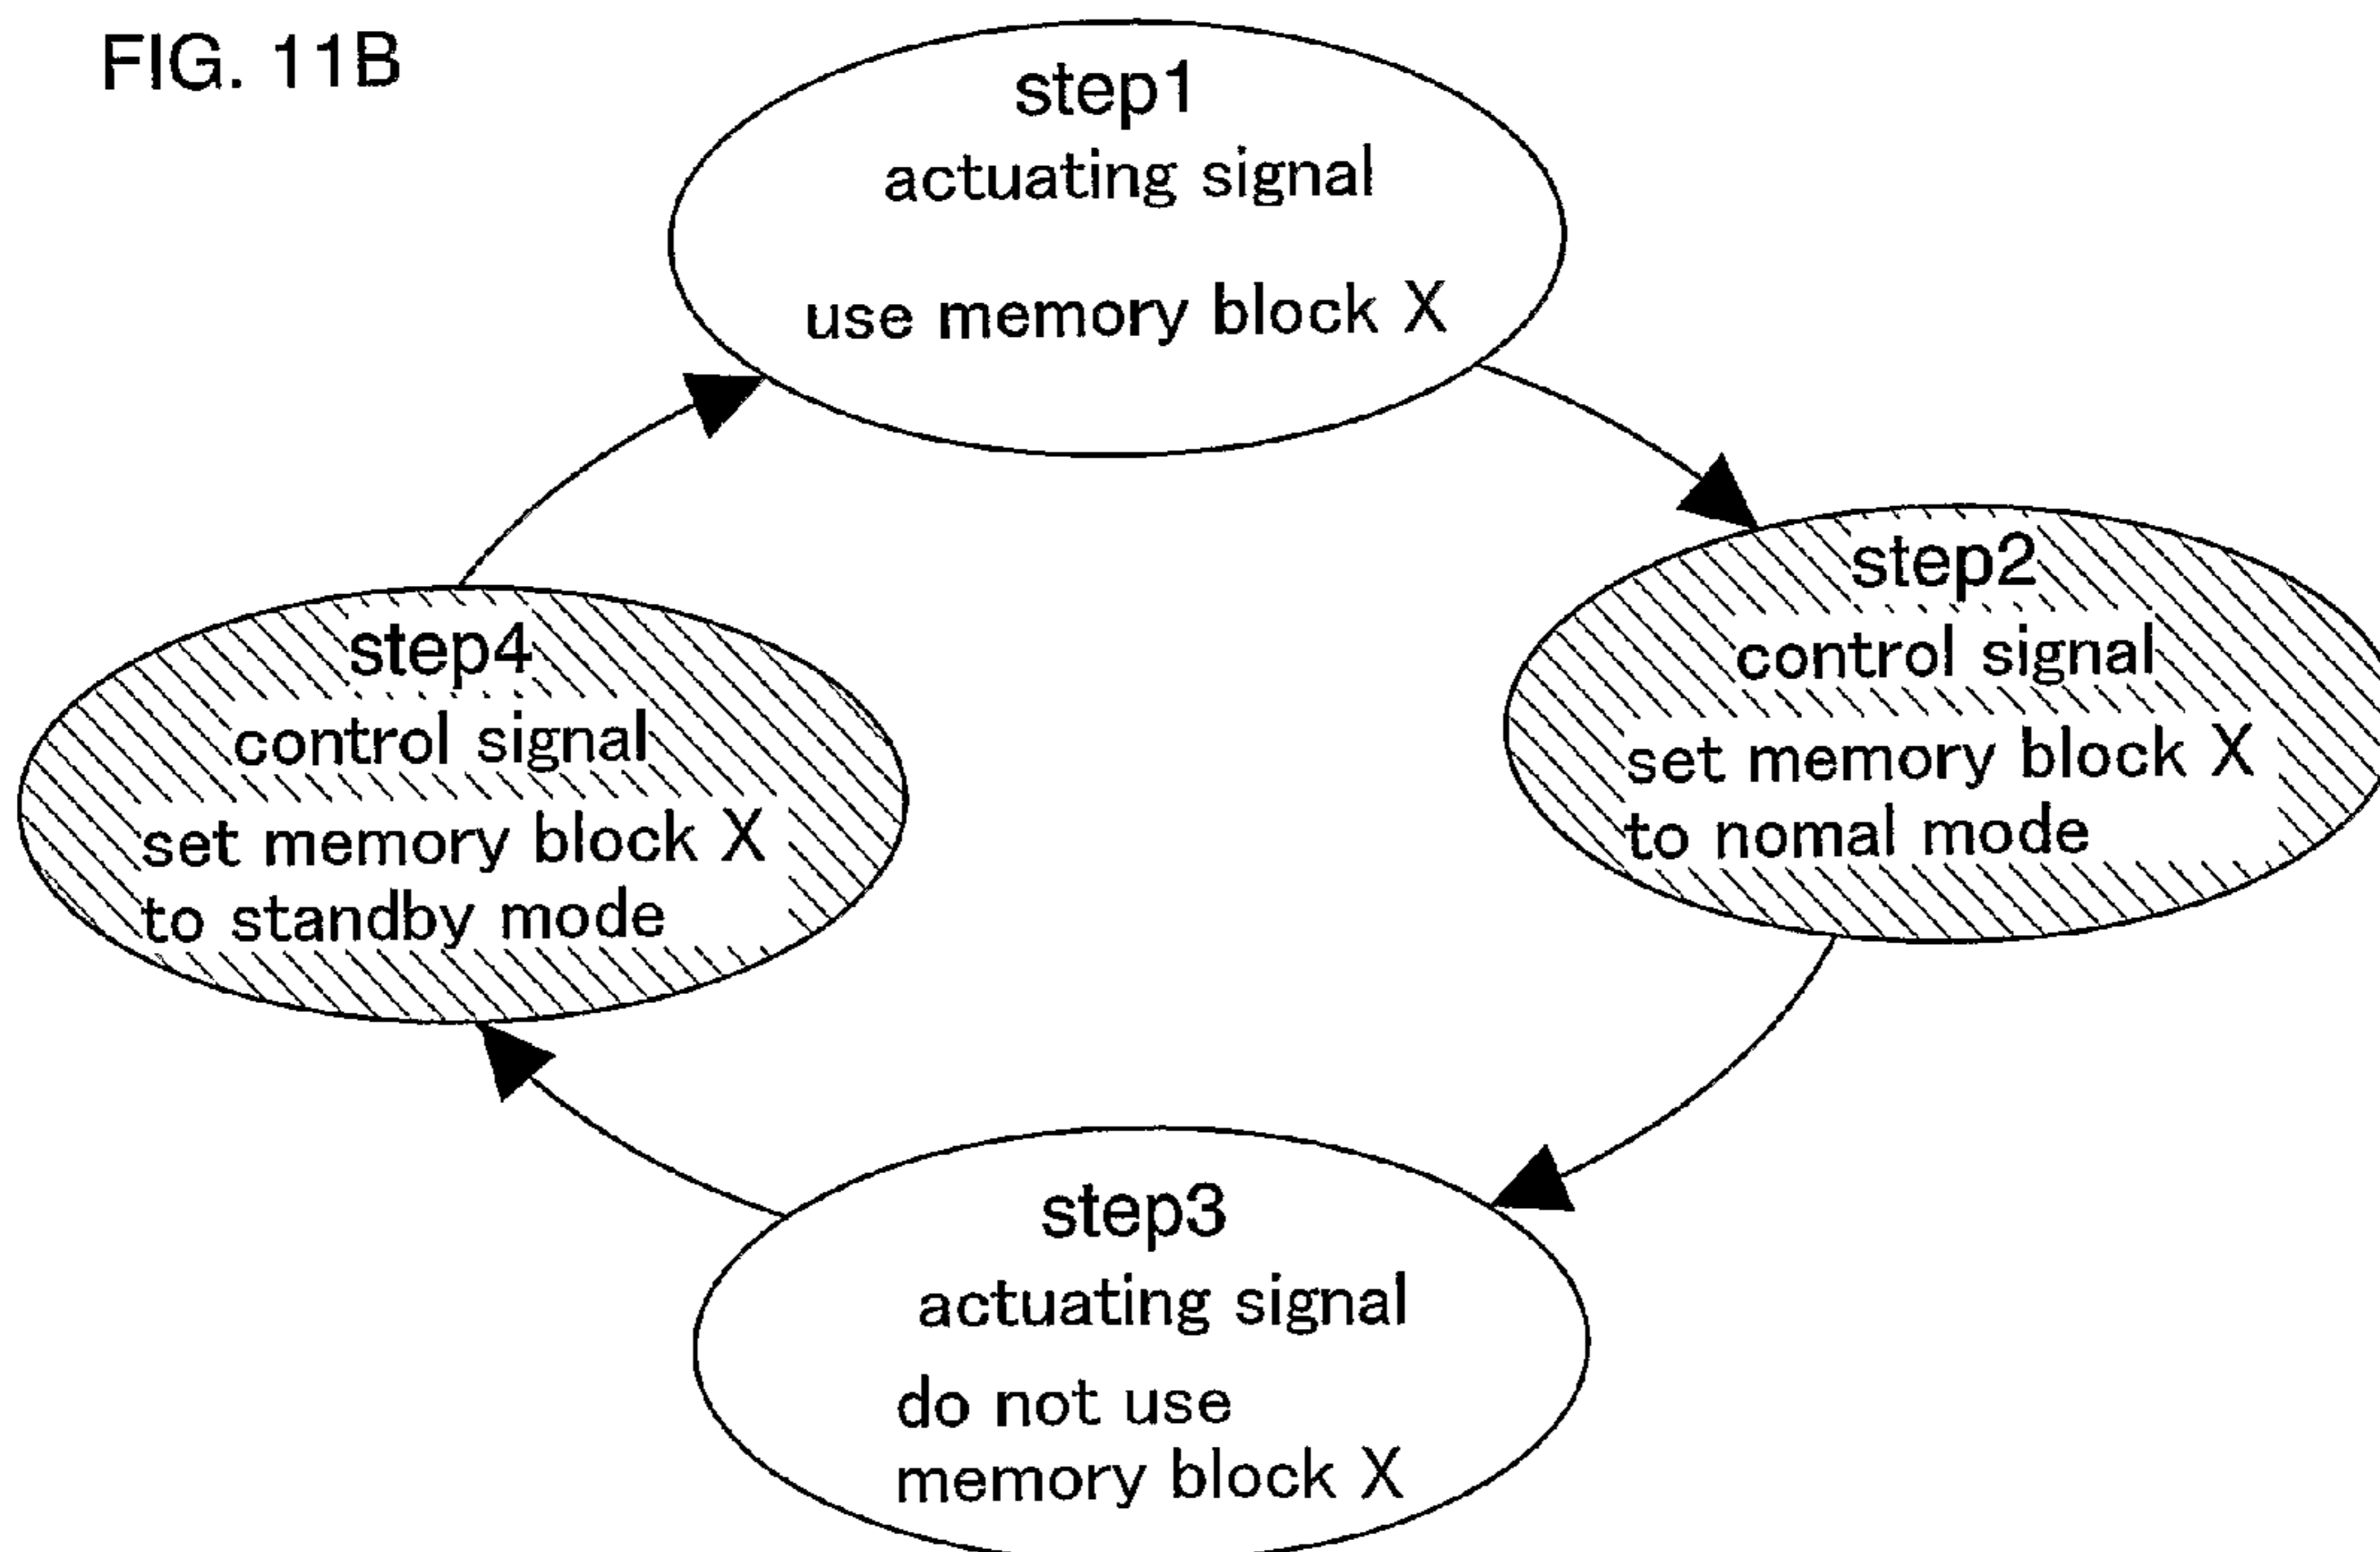 FIG. 11B
step1
actuating signal
use memory block X
step2
control signal
set memory block X
to nomal mode
step3
actuating signal
do not use
memory block X
step4
control signal
set memory block X
to standby mode